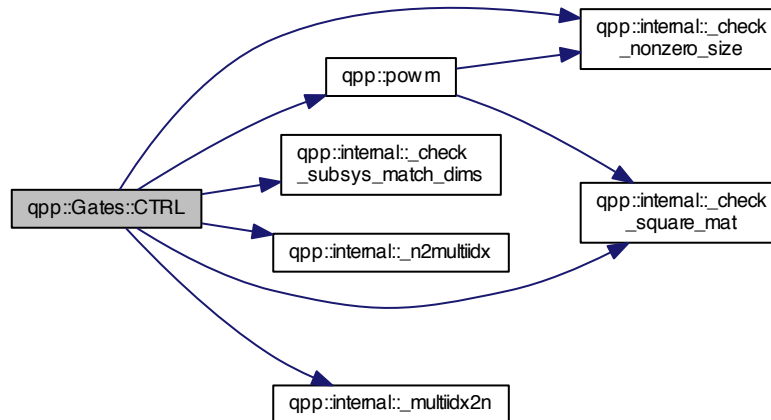 qpp::internal::_check
_nonzero_size
qpp::powm
qpp::internal::_check
_subsys_match_dims
qpp::Gates::CTRL
qpp::internal::_check
_square_mat
qpp::internal::_n2multiidx
qpp::internal::_multiidx2n